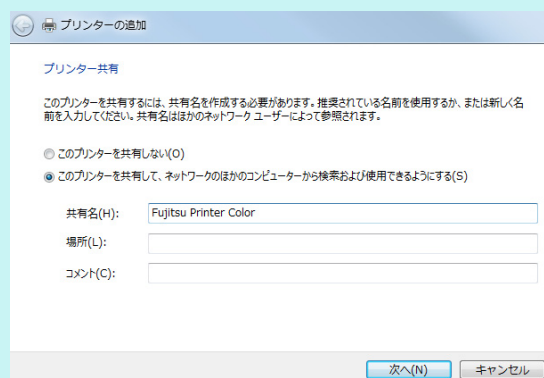 プリンターの追加
プリンター共有
このプリンターを共有するには、共有名を作成する必要があります。推奨されている名前を使用するか、または新しく名
前を入力してください。共有名はほかのネットワーク ユーザーによって参照されます。
このプリンターを共有しない(O)
このプリンターを共有して、ネットワークのほかのコンピューターから検索および使用できるようにする(S)
共有名(H): Fujitsu Printer Color
場所(L):
コメント(C):
次へ(N) キャンセル